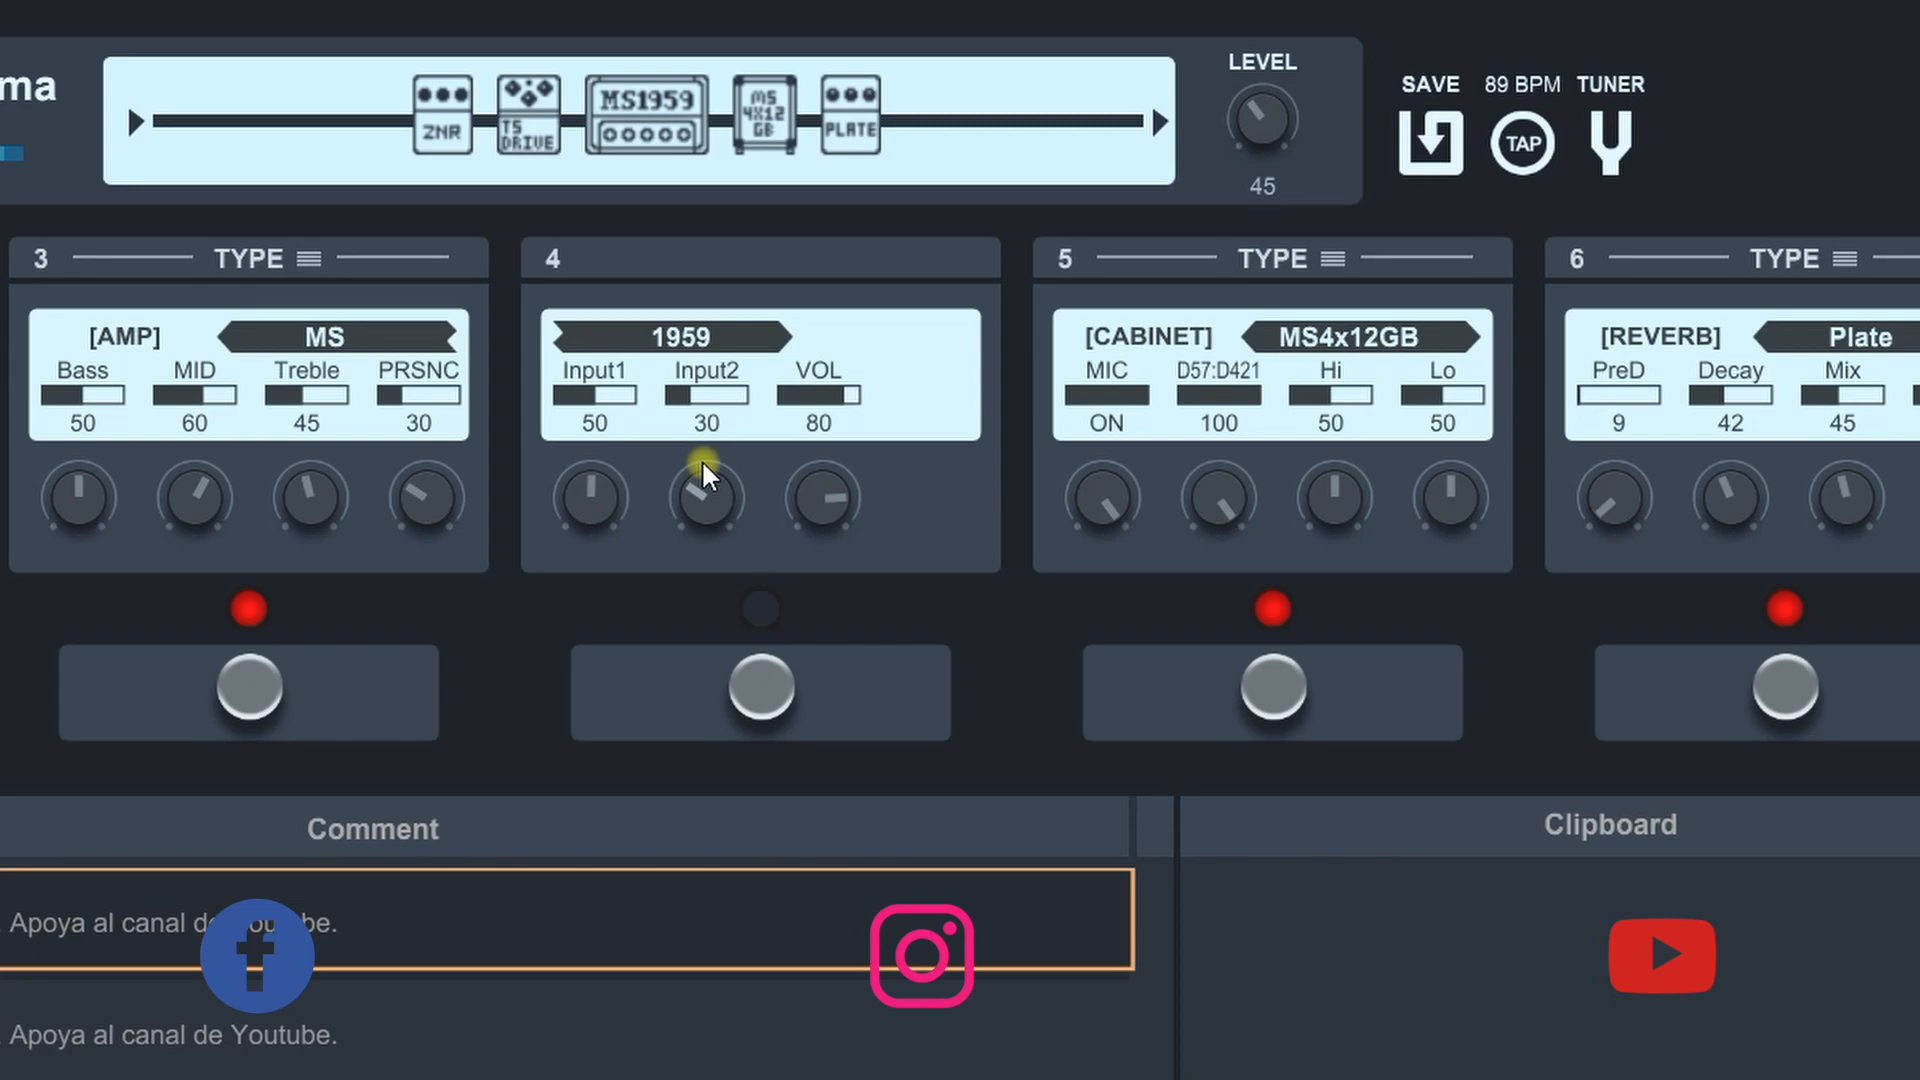 ma
ZNR
TS DRIVE
MS1959
MS 4X12 GB
PLATE
LEVEL
45
SAVE
89 BPM
TUNER
TAP
3 TYPE
4
5 TYPE
6 TYPE
[AMP] MS
Bass MID Treble PRSNC
50 60 45 30
1959
Input1 Input2 VOL
50 30 80
[CABINET] MS4x12GB
MIC D57:D421 Hi Lo
ON 100 50 50
[REVERB] Plate
PreD Decay Mix
9 42 45
Comment
Clipboard
. Apoya al canal de Youtube.
. Apoya al canal de Youtube.